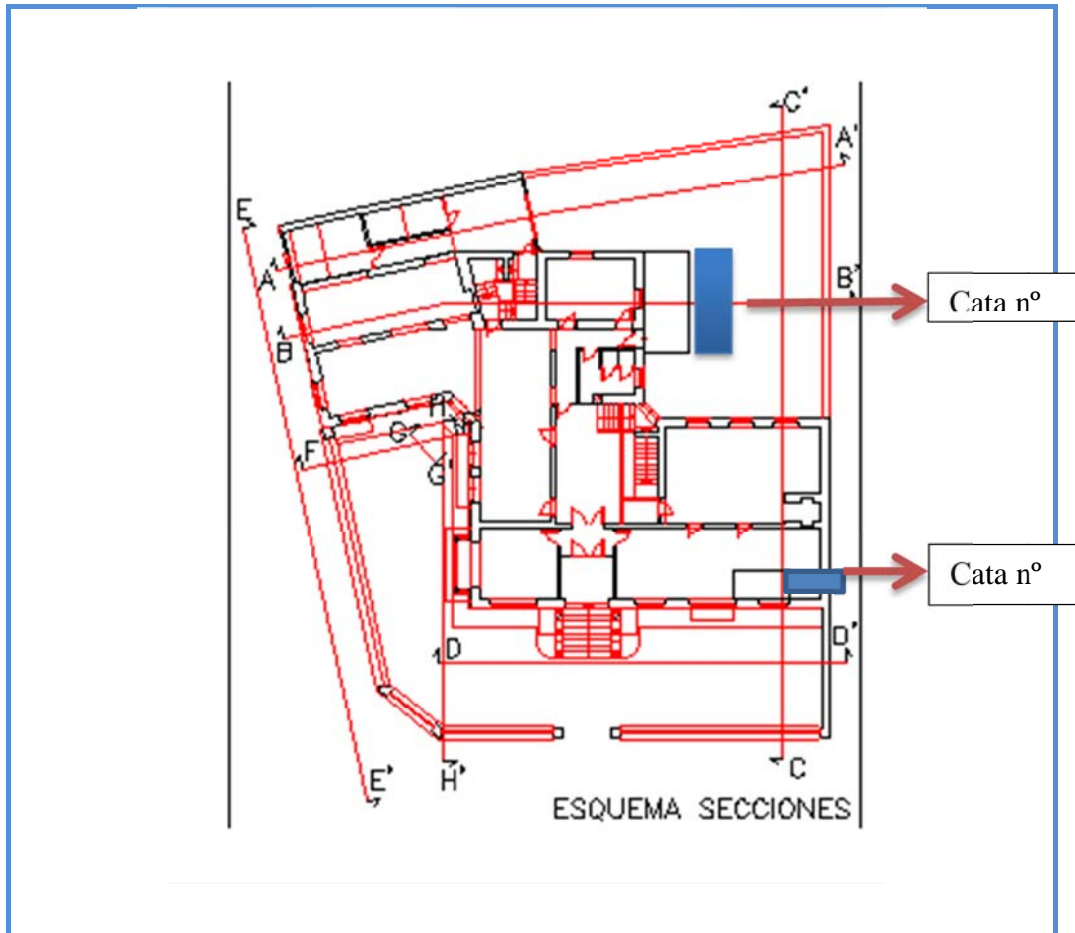 C'
A'
E
A
B'
Cata nº
B
H
G
F
G'
Cata nº
D
D'
E'
H'
C
ESQUEMA SECCIONES